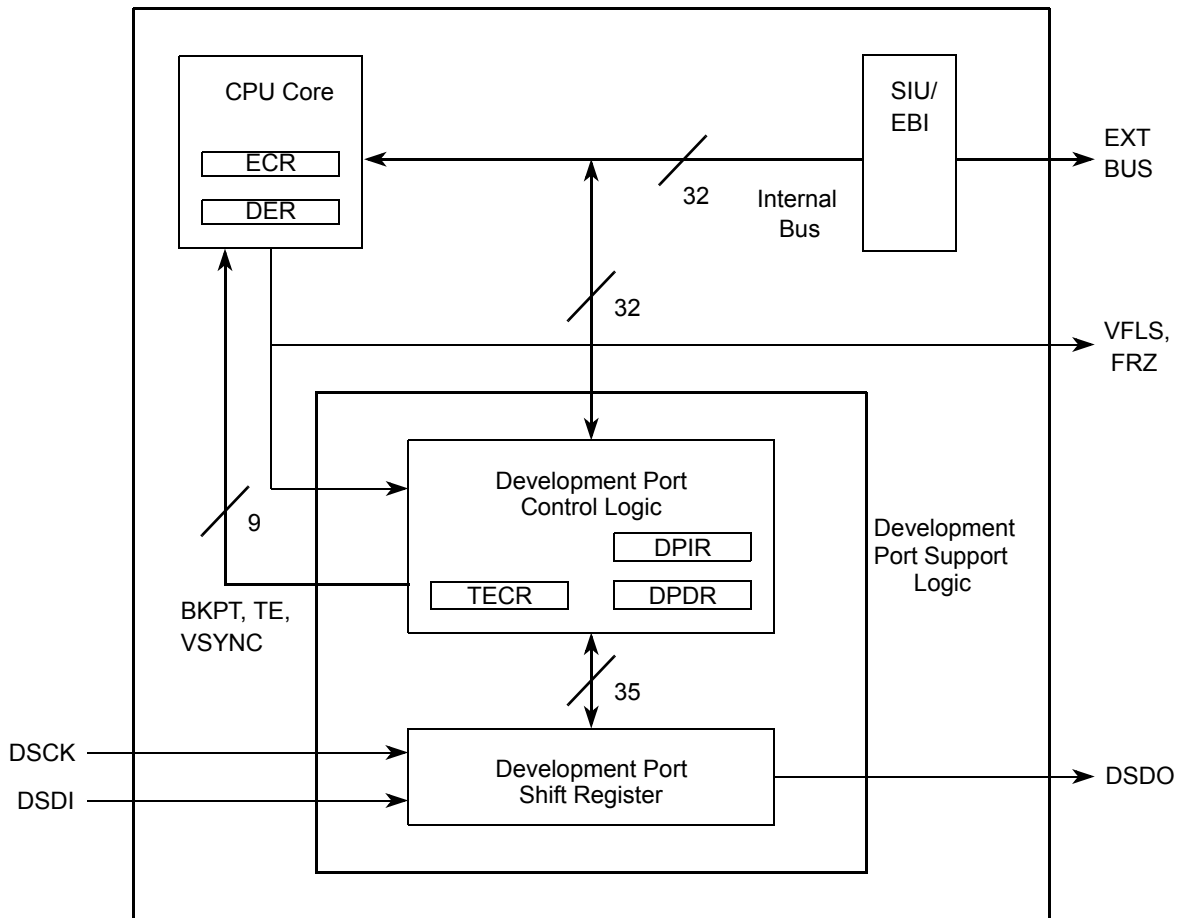 CPU Core
ECR
DER
SIU/
EBI
EXT
BUS
32
Internal
Bus
32
VFLS,
FRZ
Development Port
Control Logic
DPIR
TECR
DPDR
Development
Port Support
Logic
9
BKPT, TE,
VSYNC
35
DSCK
DSDI
Development Port
Shift Register
DSDO